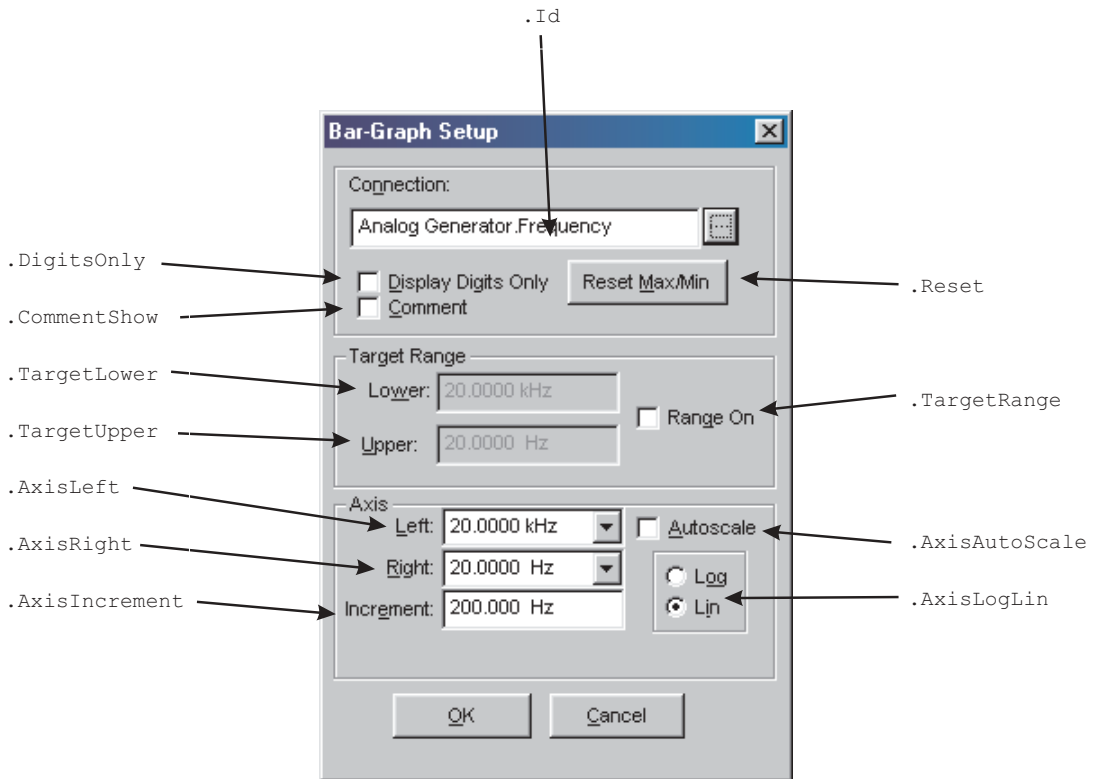 .Id
Bar-Graph Setup
Connection:
Analog Generator.Frequency
...
.DigitsOnly
Display Digits Only
Reset Max/Min
.Reset
.CommentShow
Comment
Target Range
.TargetLower
Lower: 20.0000 kHz
Range On
.TargetRange
.TargetUpper
Upper: 20.0000 Hz
.AxisLeft
Axis
Left: 20.0000 kHz
Autoscale
.AxisAutoScale
.AxisRight
Right: 20.0000 Hz
Log
.AxisIncrement
Increment: 200.000 Hz
Lin
.AxisLogLin
OK
Cancel